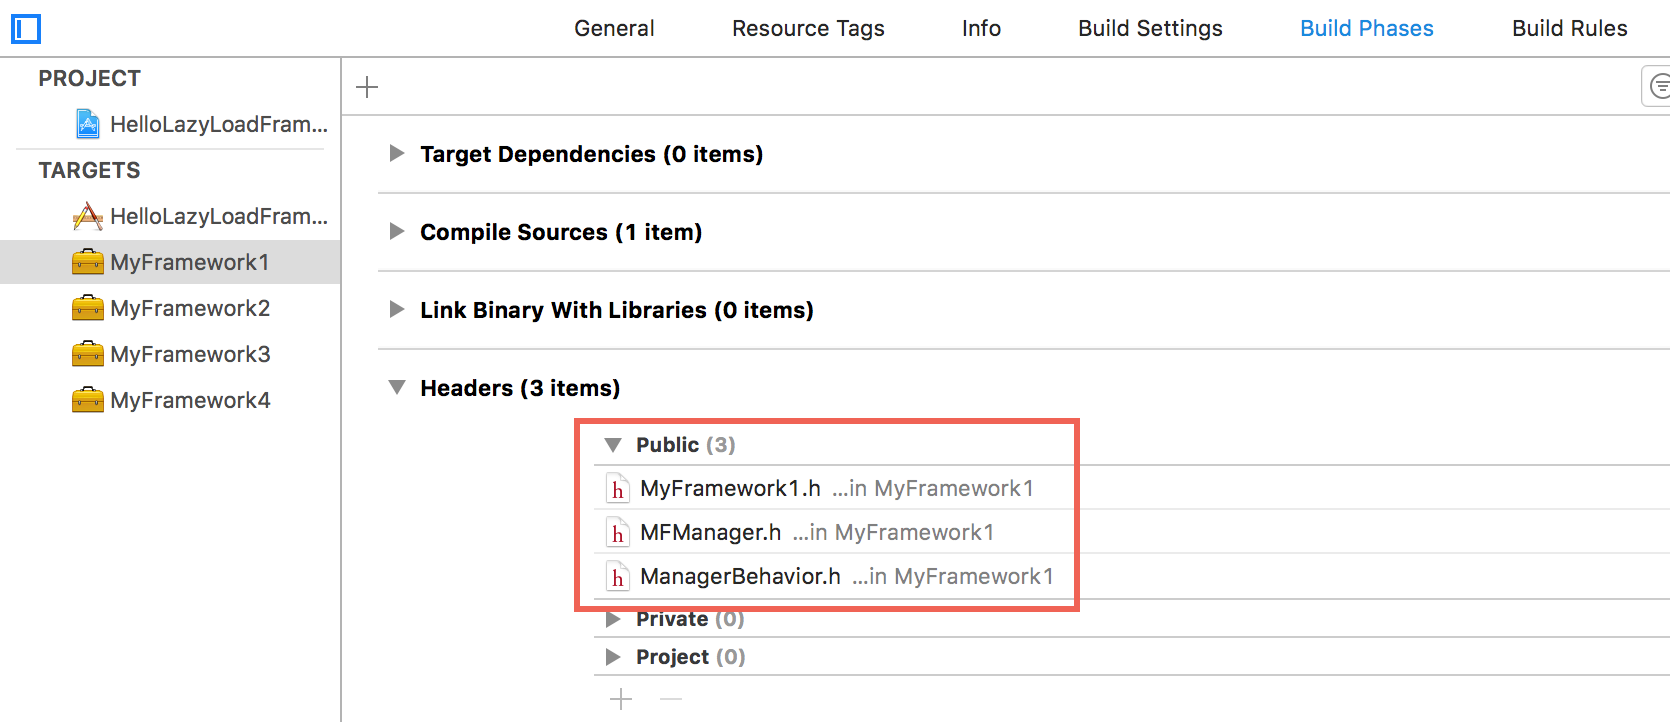 General Resource Tags Info Build Settings Build Phases Build Rules
PROJECT
HelloLazyLoadFram...
TARGETS
HelloLazyLoadFram...
MyFramework1
MyFramework2
MyFramework3
MyFramework4
Target Dependencies (0 items)
Compile Sources (1 item)
Link Binary With Libraries (0 items)
Headers (3 items)
Public (3)
h MyFramework1.h ...in MyFramework1
h MFManager.h ...in MyFramework1
h ManagerBehavior.h ...in MyFramework1
Private (0)
Project (0)